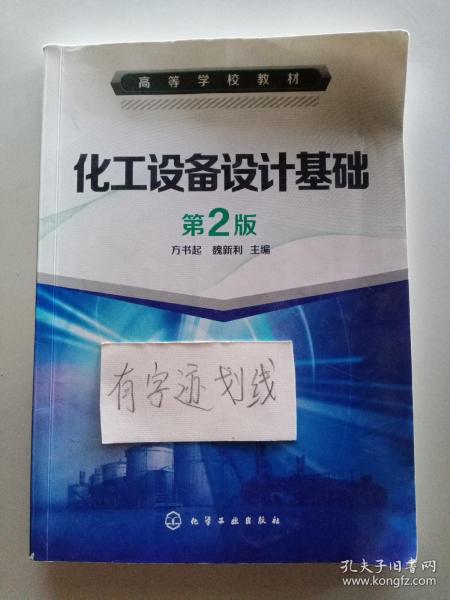 高等学校教材
化工设备设计基础
第2版
方书起 魏新利 主编
有字迹划线
化学工业出版社
孔夫子旧书网
www.kongfz.com